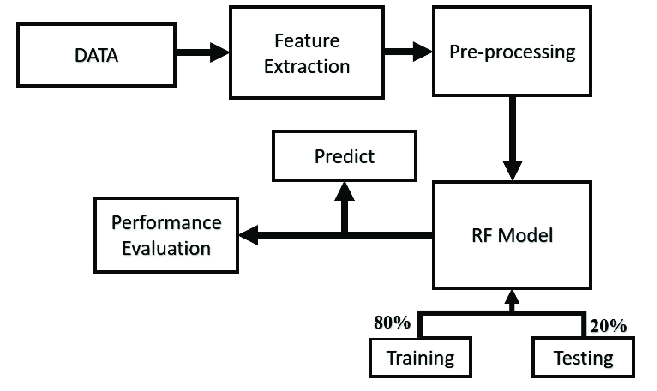 DATA
Feature
Extraction
Pre-processing
Predict
Performance
Evaluation
RF Model
80%
20%
Training
Testing